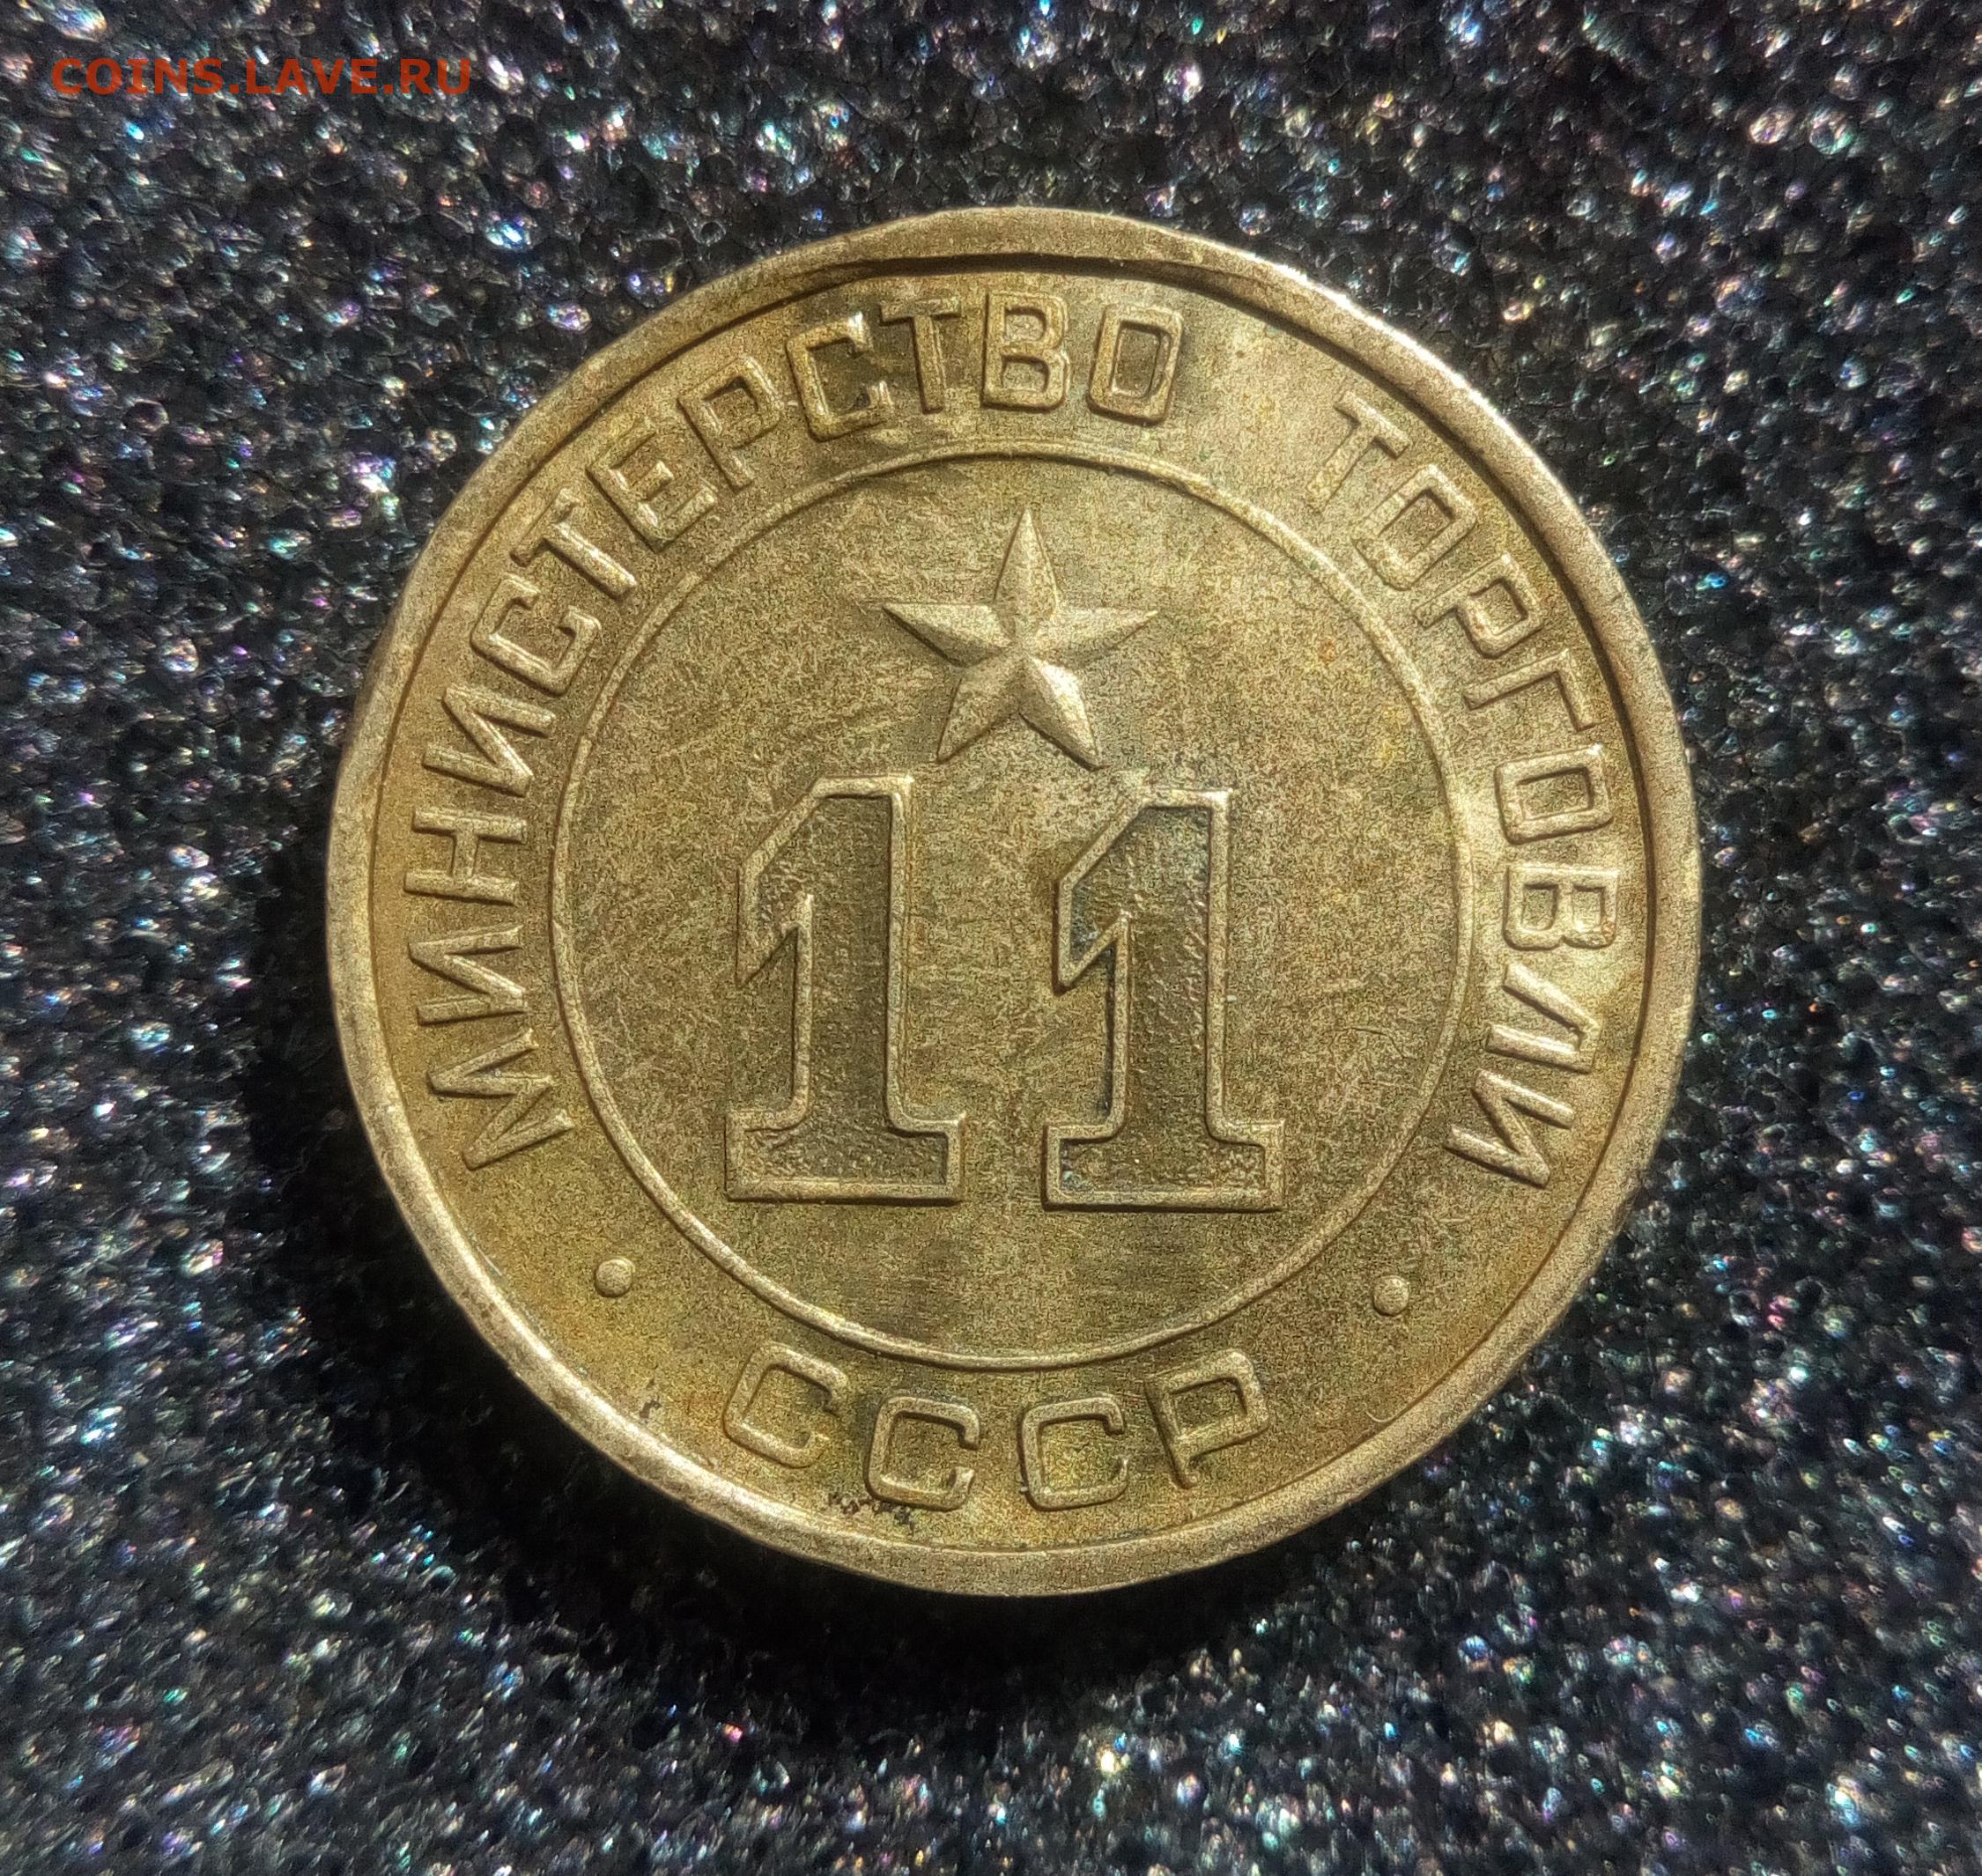 COINS.LAVE.RU
МИНИСТЕРСТВО ТОРГОВЛИ
11
· СССР ·